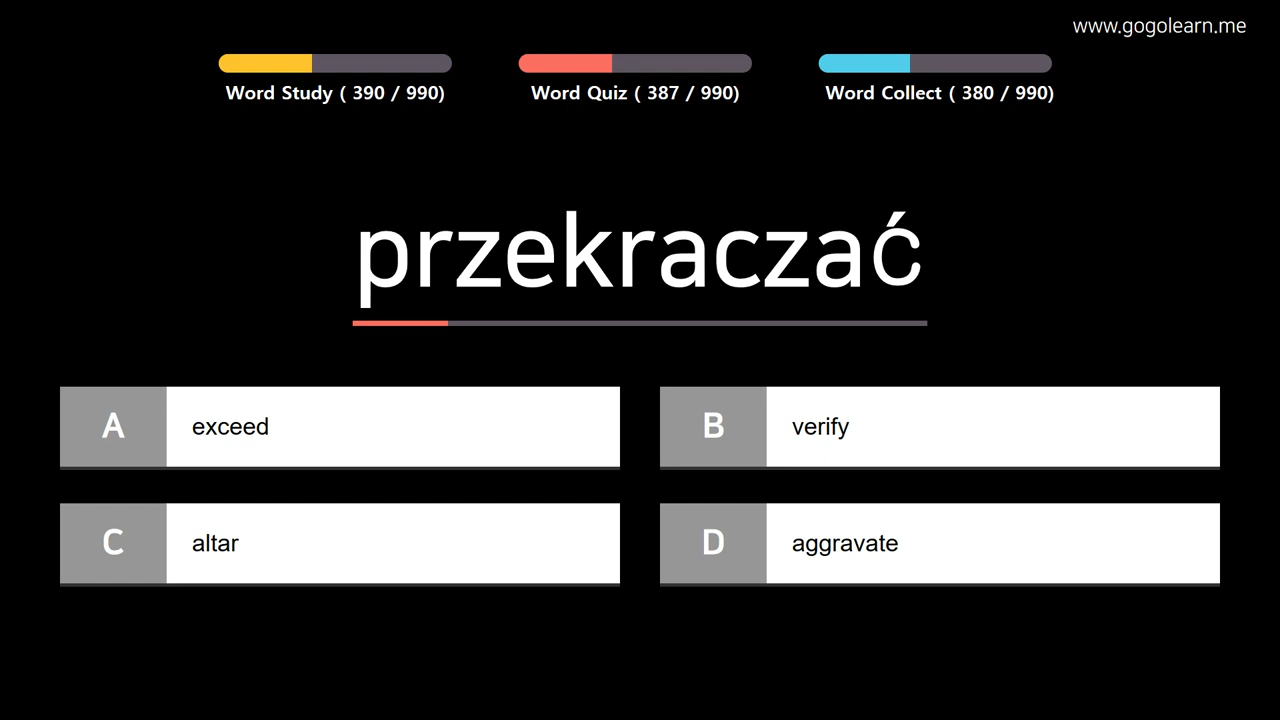 www.gogolearn.me
Word Study ( 390 / 990)
Word Quiz ( 387 / 990)
Word Collect ( 380 / 990)
przekraczać
A exceed
B verify
C altar
D aggravate